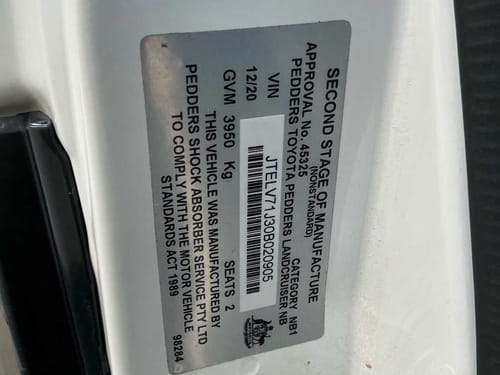 SECOND STAGE OF MANUFACTURE
(NONSTANDARD)
APPROVAL No. 45325 CATEGORY NB1
PEDDERS TOYOTA PEDDERS LANDCRUISER NB
VIN JTELV71J30B020905
12/20
GVM 3950 Kg SEATS 2
THIS VEHICLE WAS MANUFACTURED BY
PEDDERS SHOCK ABSORBER SERVICE PTY LTD
TO COMPLY WITH THE MOTOR VEHICLE
STANDARDS ACT 1989
98284